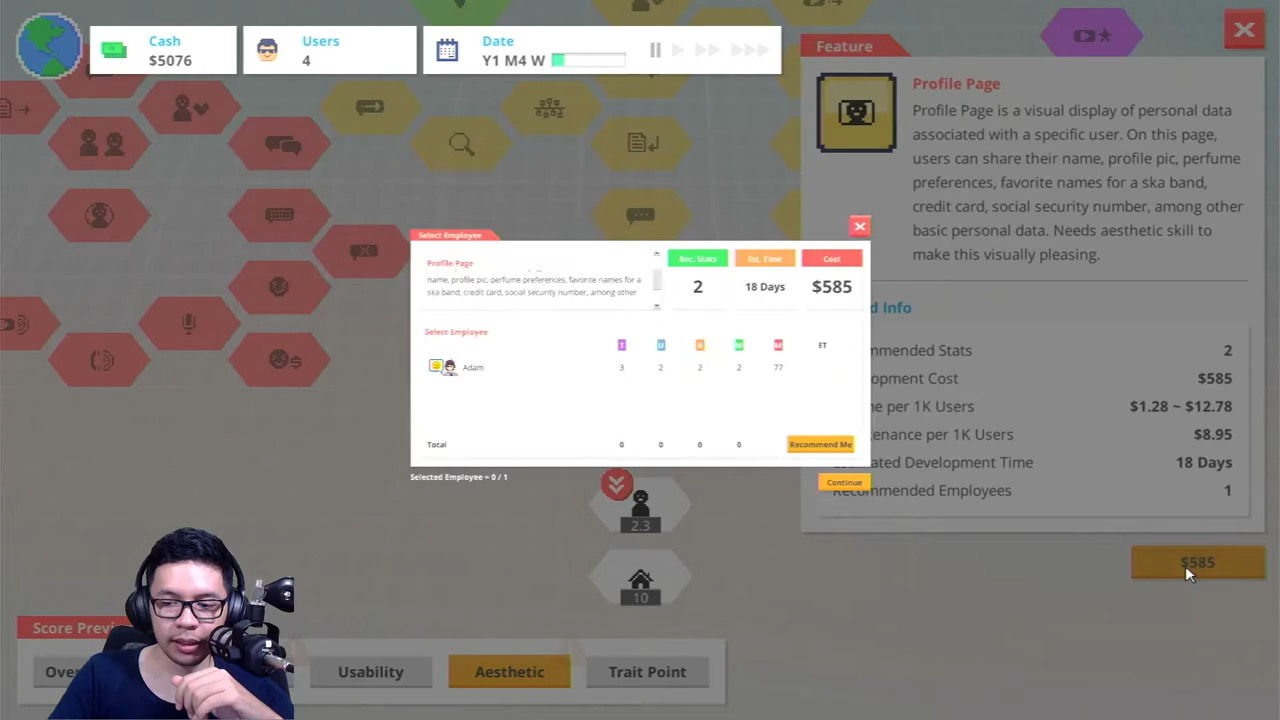 Cash
$5076
Users
4
Date
Y1 M4 W
Feature
Profile Page
Profile Page is a visual display of personal data
associated with a specific user. On this page,
users can share their name, profile pic, perfume
preferences, favorite names for a ska band,
credit card, social security number, among other
basic personal data. Needs aesthetic skill to
make this visually pleasing.
d Info
mmended Stats
2
opment Cost
$585
me per 1K Users
$1.28 ~ $12.78
enance per 1K Users
$8.95
ated Development Time
18 Days
Recommended Employees
1
$585
Select Employee
Profile Page
name, profile pic, perfume preferences, favorite names for a
ska band, credit card, social security number, among other
Rec. Stats
2
Est. Time
18 Days
Cost
$585
Select Employee
T U A M ET
Adam 3 2 2 2 77
Total 0 0 0 0
Recommend Me
Selected Employee = 0 / 1
Continue
2.3
10
Score Previ
Over
Usability
Aesthetic
Trait Point